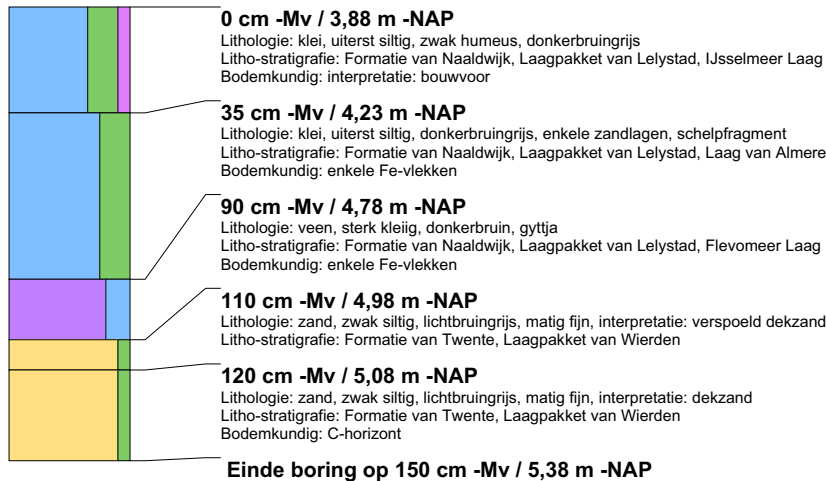 0 cm -Mv / 3,88 m -NAP
Lithologie: klei, uiterst siltig, zwak humeus, donkerbruingrijs
Litho-stratigrafie: Formatie van Naaldwijk, Laagpakket van Lelystad, IJsselmeer Laag
Bodemkundig: interpretatie: bouwvoor
35 cm -Mv / 4,23 m -NAP
Lithologie: klei, uiterst siltig, donkerbruingrijs, enkele zandlagen, schelpfragment
Litho-stratigrafie: Formatie van Naaldwijk, Laagpakket van Lelystad, Laag van Almere
Bodemkundig: enkele Fe-vlekken
90 cm -Mv / 4,78 m -NAP
Lithologie: veen, sterk kleiig, donkerbruin, gyttja
Litho-stratigrafie: Formatie van Naaldwijk, Laagpakket van Lelystad, Flevomeer Laag
Bodemkundig: enkele Fe-vlekken
110 cm -Mv / 4,98 m -NAP
Lithologie: zand, zwak siltig, lichtbruingrijs, matig fijn, interpretatie: verspoeld dekzand
Litho-stratigrafie: Formatie van Twente, Laagpakket van Wierden
120 cm -Mv / 5,08 m -NAP
Lithologie: zand, zwak siltig, lichtbruingrijs, matig fijn, interpretatie: dekzand
Litho-stratigrafie: Formatie van Twente, Laagpakket van Wierden
Bodemkundig: C-horizont
Einde boring op 150 cm -Mv / 5,38 m -NAP